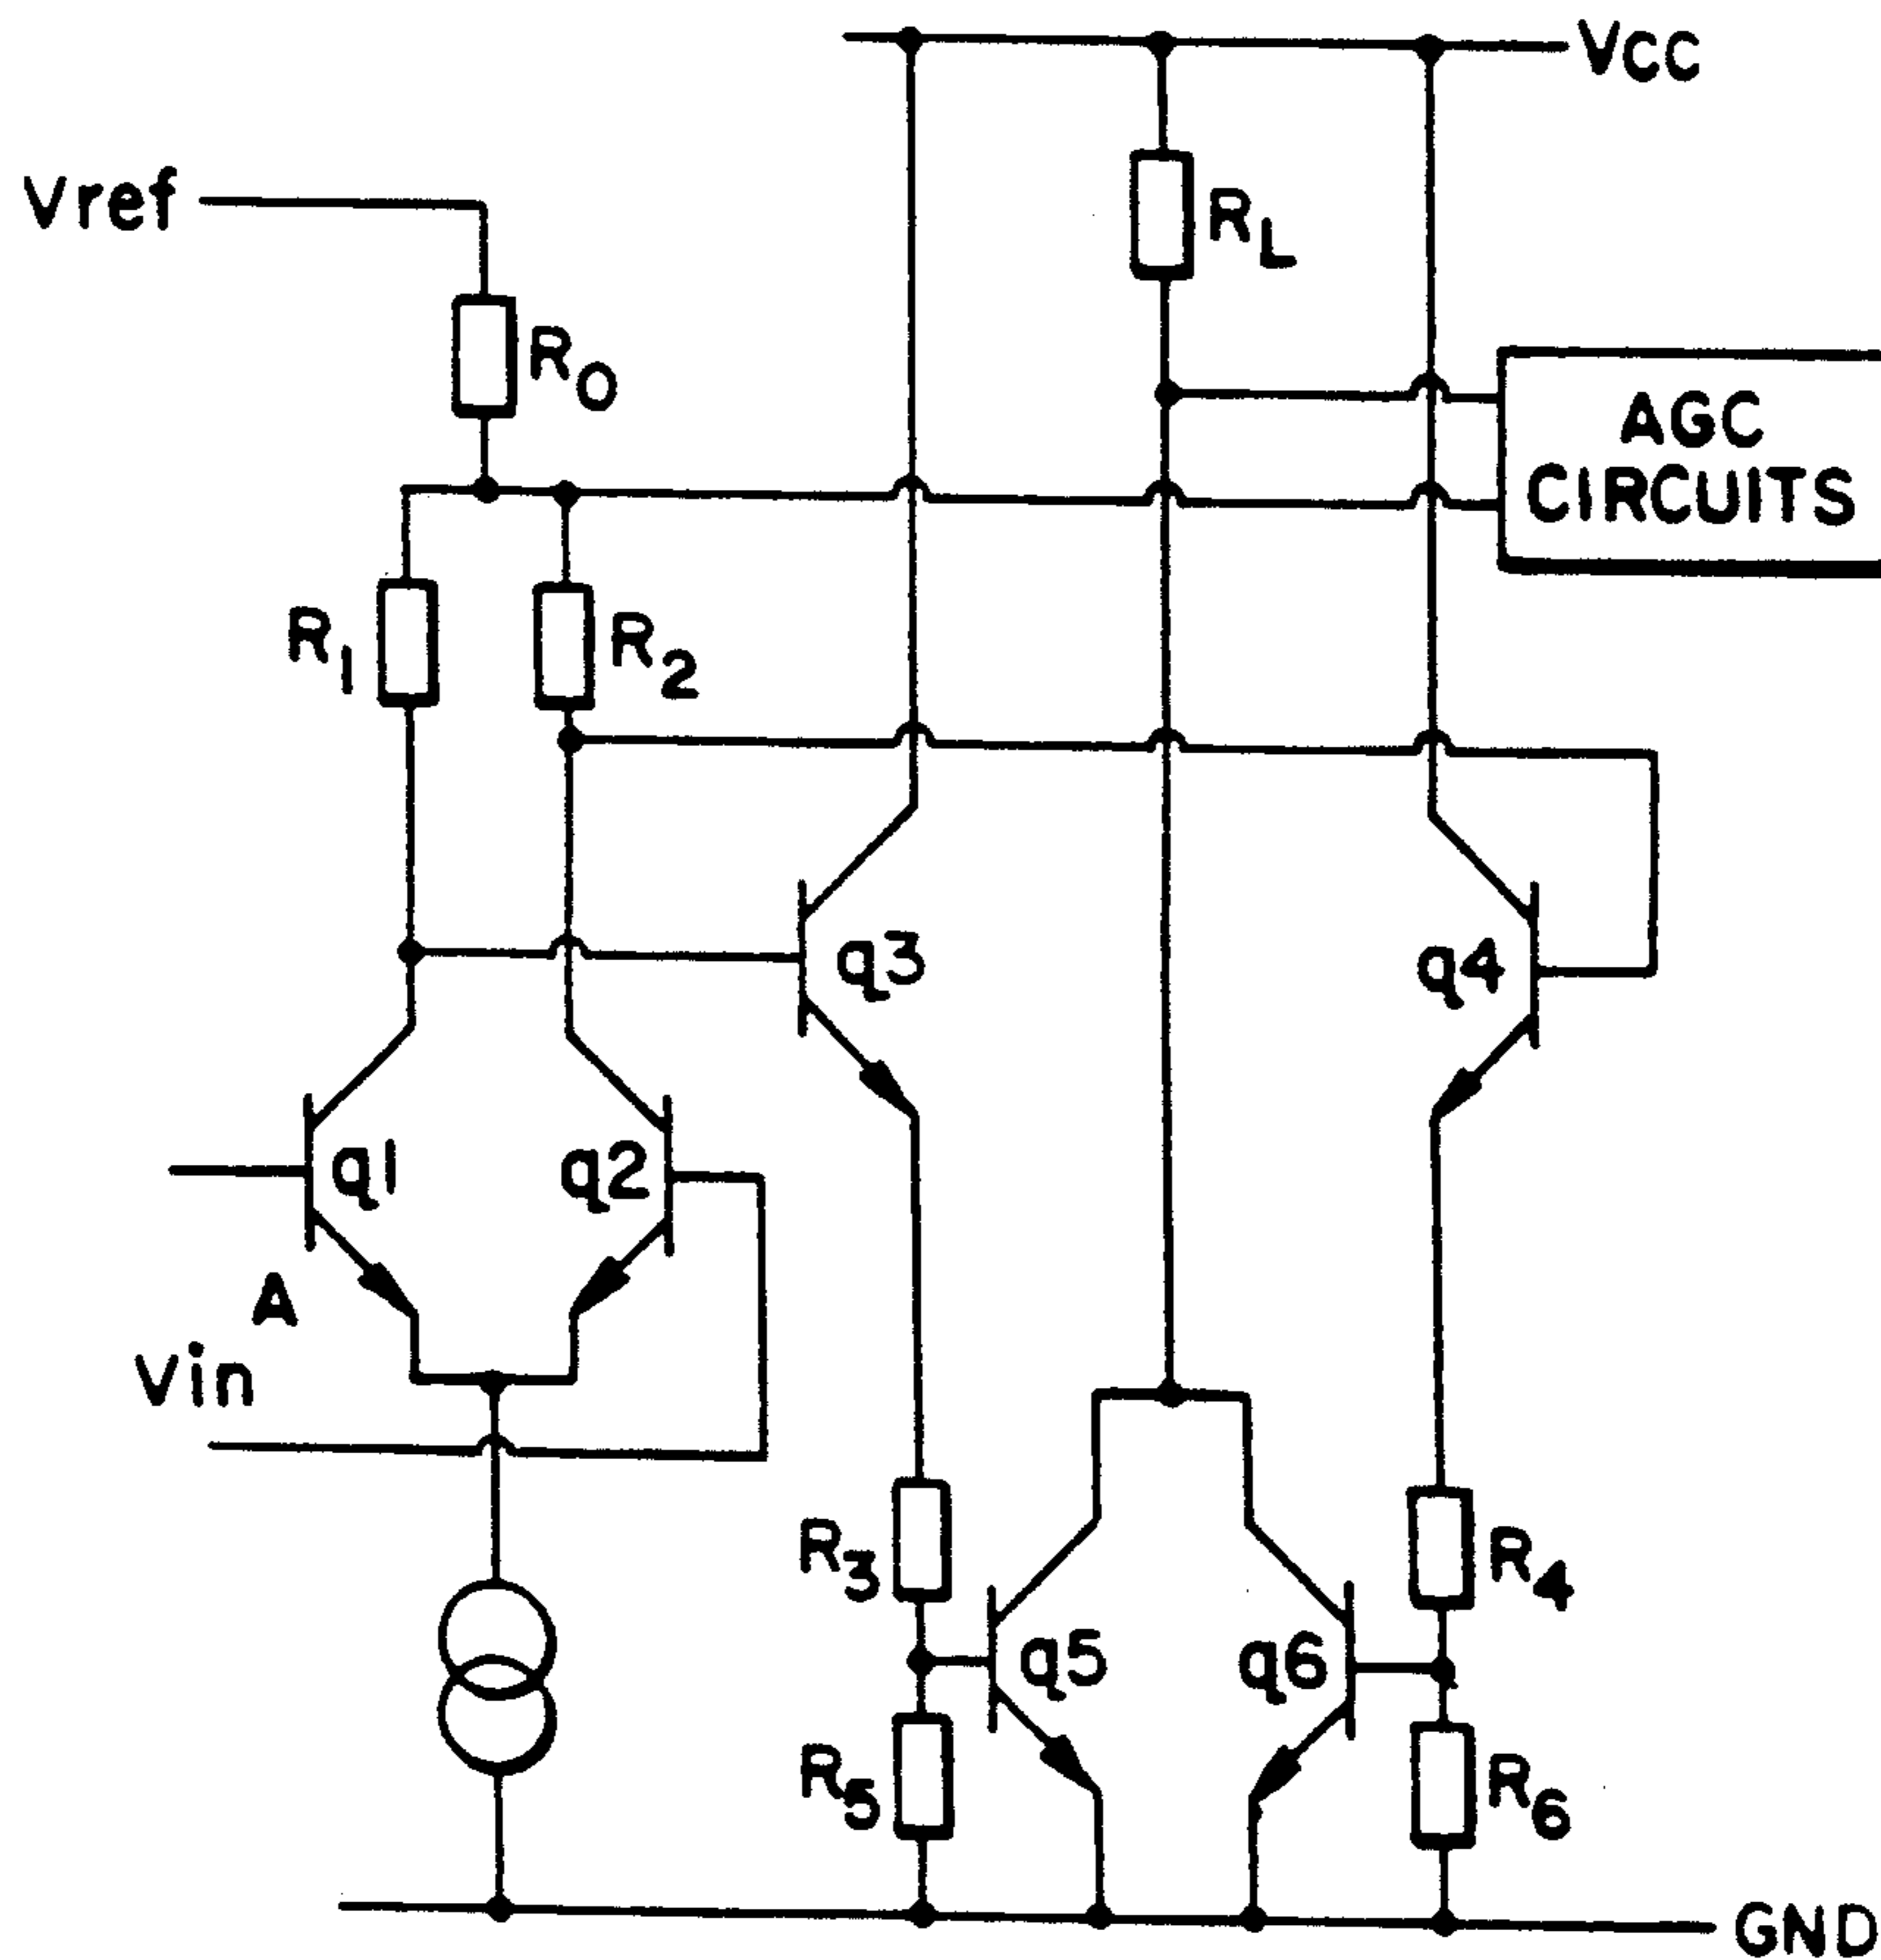 Vcc
Vref
RL
R0
AGC
CIRCUITS
R1
R2
q3
q4
q1
q2
A
Vin
R3
R4
q5
q6
R5
R6
GND